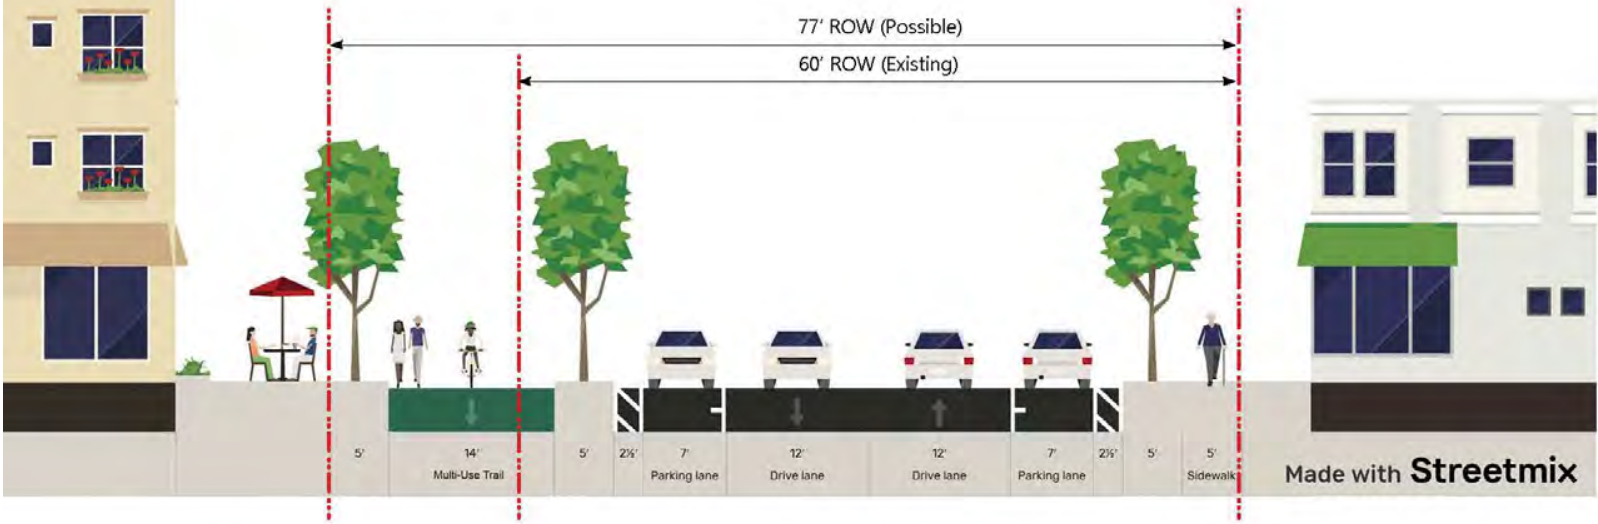 77' ROW (Possible)
60' ROW (Existing)
5' 14' 5' 2½' 7' 12' 12' 7' 2½' 5' 5'
Multi-Use Trail Parking lane Drive lane Drive lane Parking lane Sidewalk
Made with Streetmix